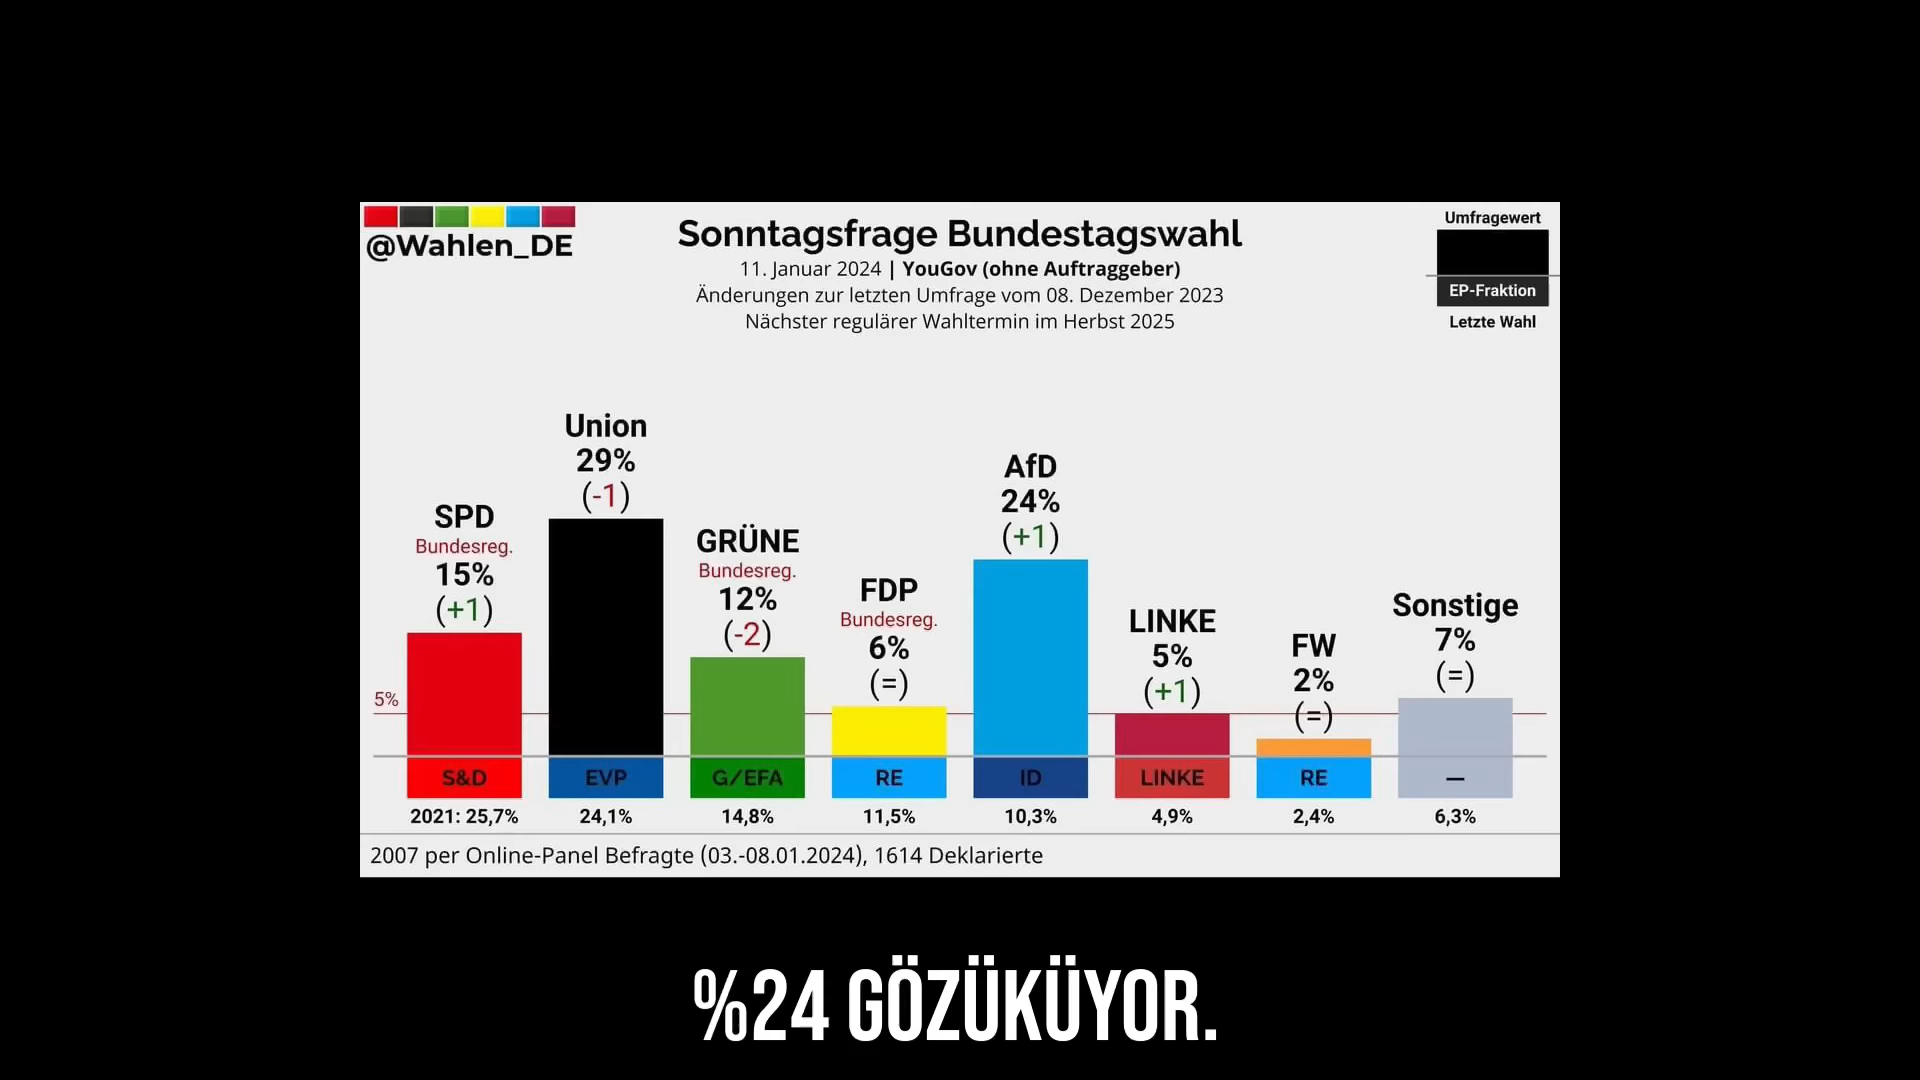 @Wahlen_DE
Sonntagsfrage Bundestagswahl
11. Januar 2024 | YouGov (ohne Auftraggeber)
Änderungen zur letzten Umfrage vom 08. Dezember 2023
Nächster regulärer Wahltermin im Herbst 2025
Umfragewert
EP-Fraktion
Letzte Wahl
5%
SPD
Bundesreg.
15%
(+1)
S&D
2021: 25,7%
Union
29%
(-1)
EVP
24,1%
GRÜNE
Bundesreg.
12%
(-2)
G/EFA
14,8%
FDP
Bundesreg.
6%
(=)
RE
11,5%
AfD
24%
(+1)
ID
10,3%
LINKE
5%
(+1)
LINKE
4,9%
FW
2%
(=)
RE
2,4%
Sonstige
7%
(=)
—
6,3%
2007 per Online-Panel Befragte (03.-08.01.2024), 1614 Deklarierte
%24 GÖZÜKÜYOR.